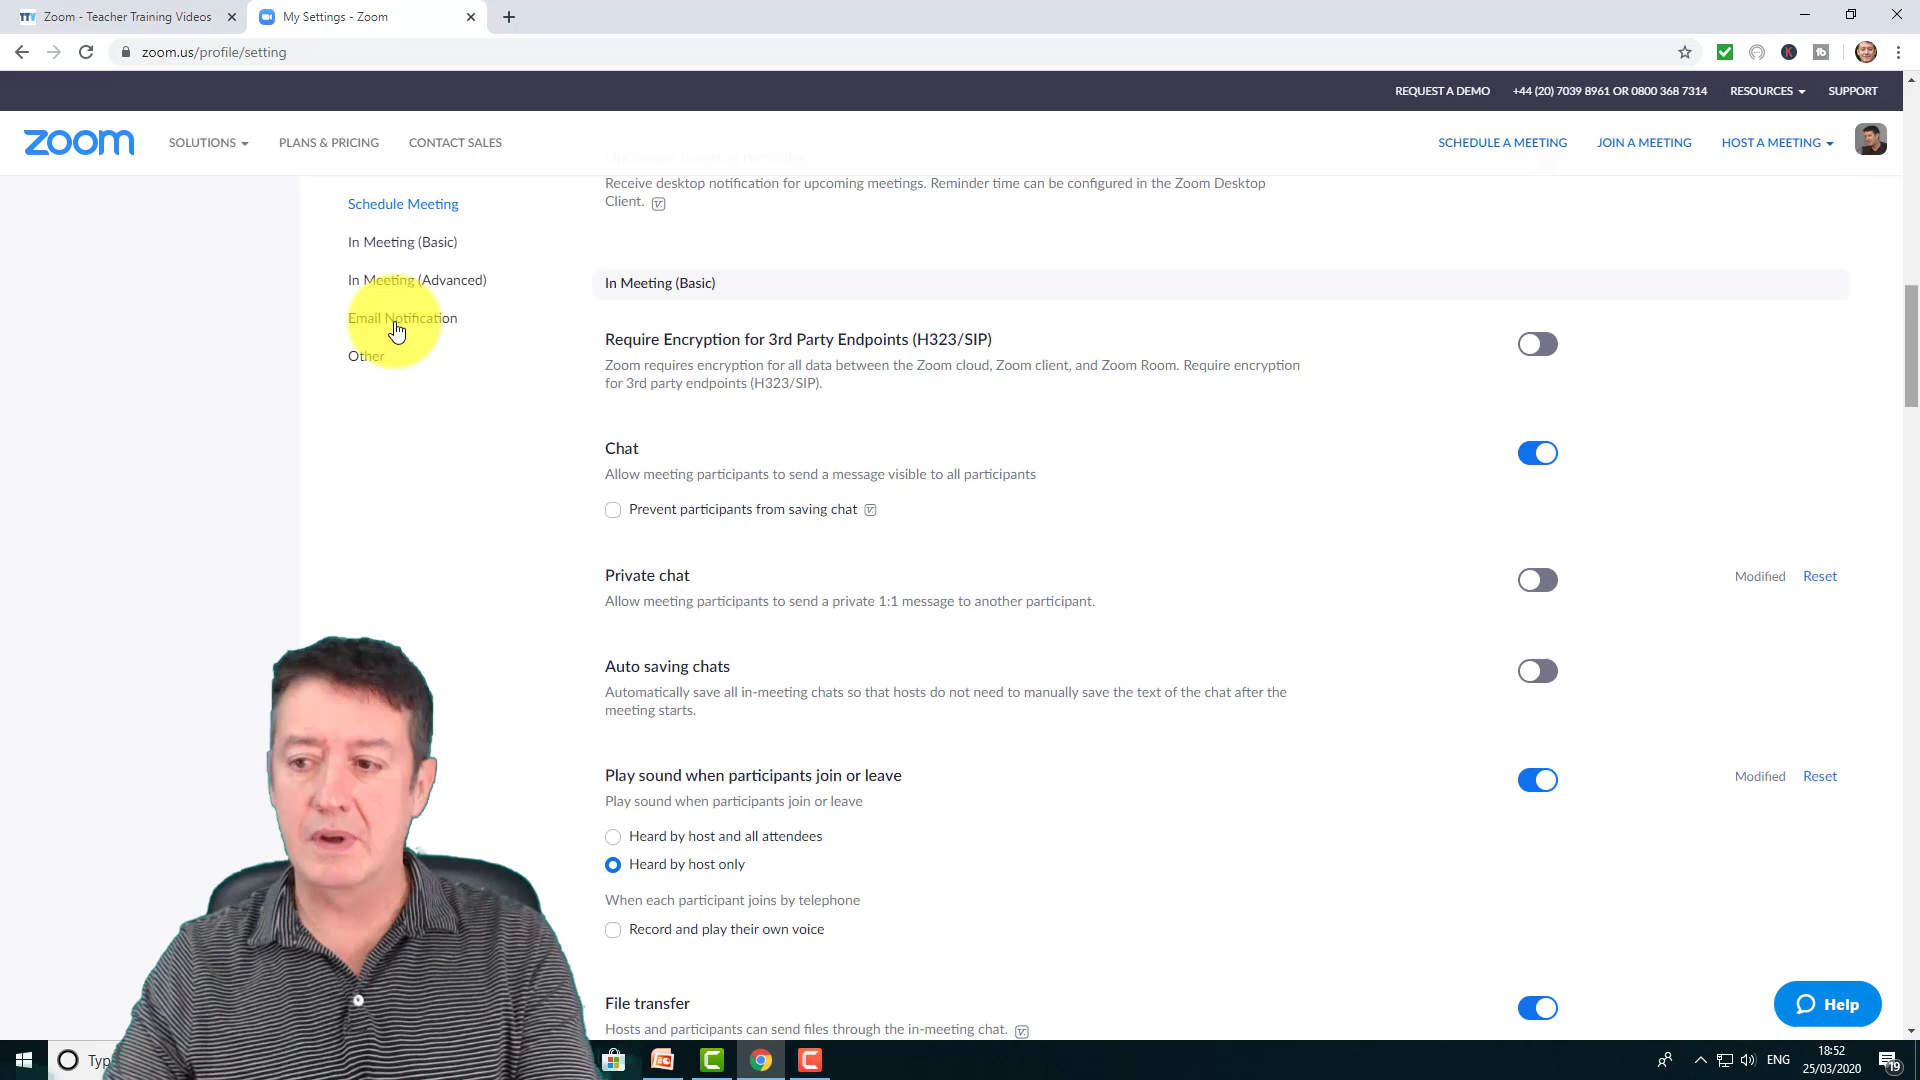 Zoom - Teacher Training Videos
My Settings - Zoom
zoom.us/profile/setting
REQUEST A DEMO
+44 (20) 7039 8961 OR 0800 368 7314
RESOURCES
SUPPORT
zoom
SOLUTIONS
PLANS & PRICING
CONTACT SALES
SCHEDULE A MEETING
JOIN A MEETING
HOST A MEETING
Schedule Meeting
In Meeting (Basic)
In Meeting (Advanced)
Email Notification
Other
Receive desktop notification for upcoming meetings. Reminder time can be configured in the Zoom Desktop
Client.
In Meeting (Basic)
Require Encryption for 3rd Party Endpoints (H323/SIP)
Zoom requires encryption for all data between the Zoom cloud, Zoom client, and Zoom Room. Require encryption
for 3rd party endpoints (H323/SIP).
Chat
Allow meeting participants to send a message visible to all participants
Prevent participants from saving chat
Private chat
Modified Reset
Allow meeting participants to send a private 1:1 message to another participant.
Auto saving chats
Automatically save all in-meeting chats so that hosts do not need to manually save the text of the chat after the
meeting starts.
Play sound when participants join or leave
Modified Reset
Play sound when participants join or leave
Heard by host and all attendees
Heard by host only
When each participant joins by telephone
Record and play their own voice
File transfer
Hosts and participants can send files through the in-meeting chat.
Help
Typ
ENG
18:52
25/03/2020
19